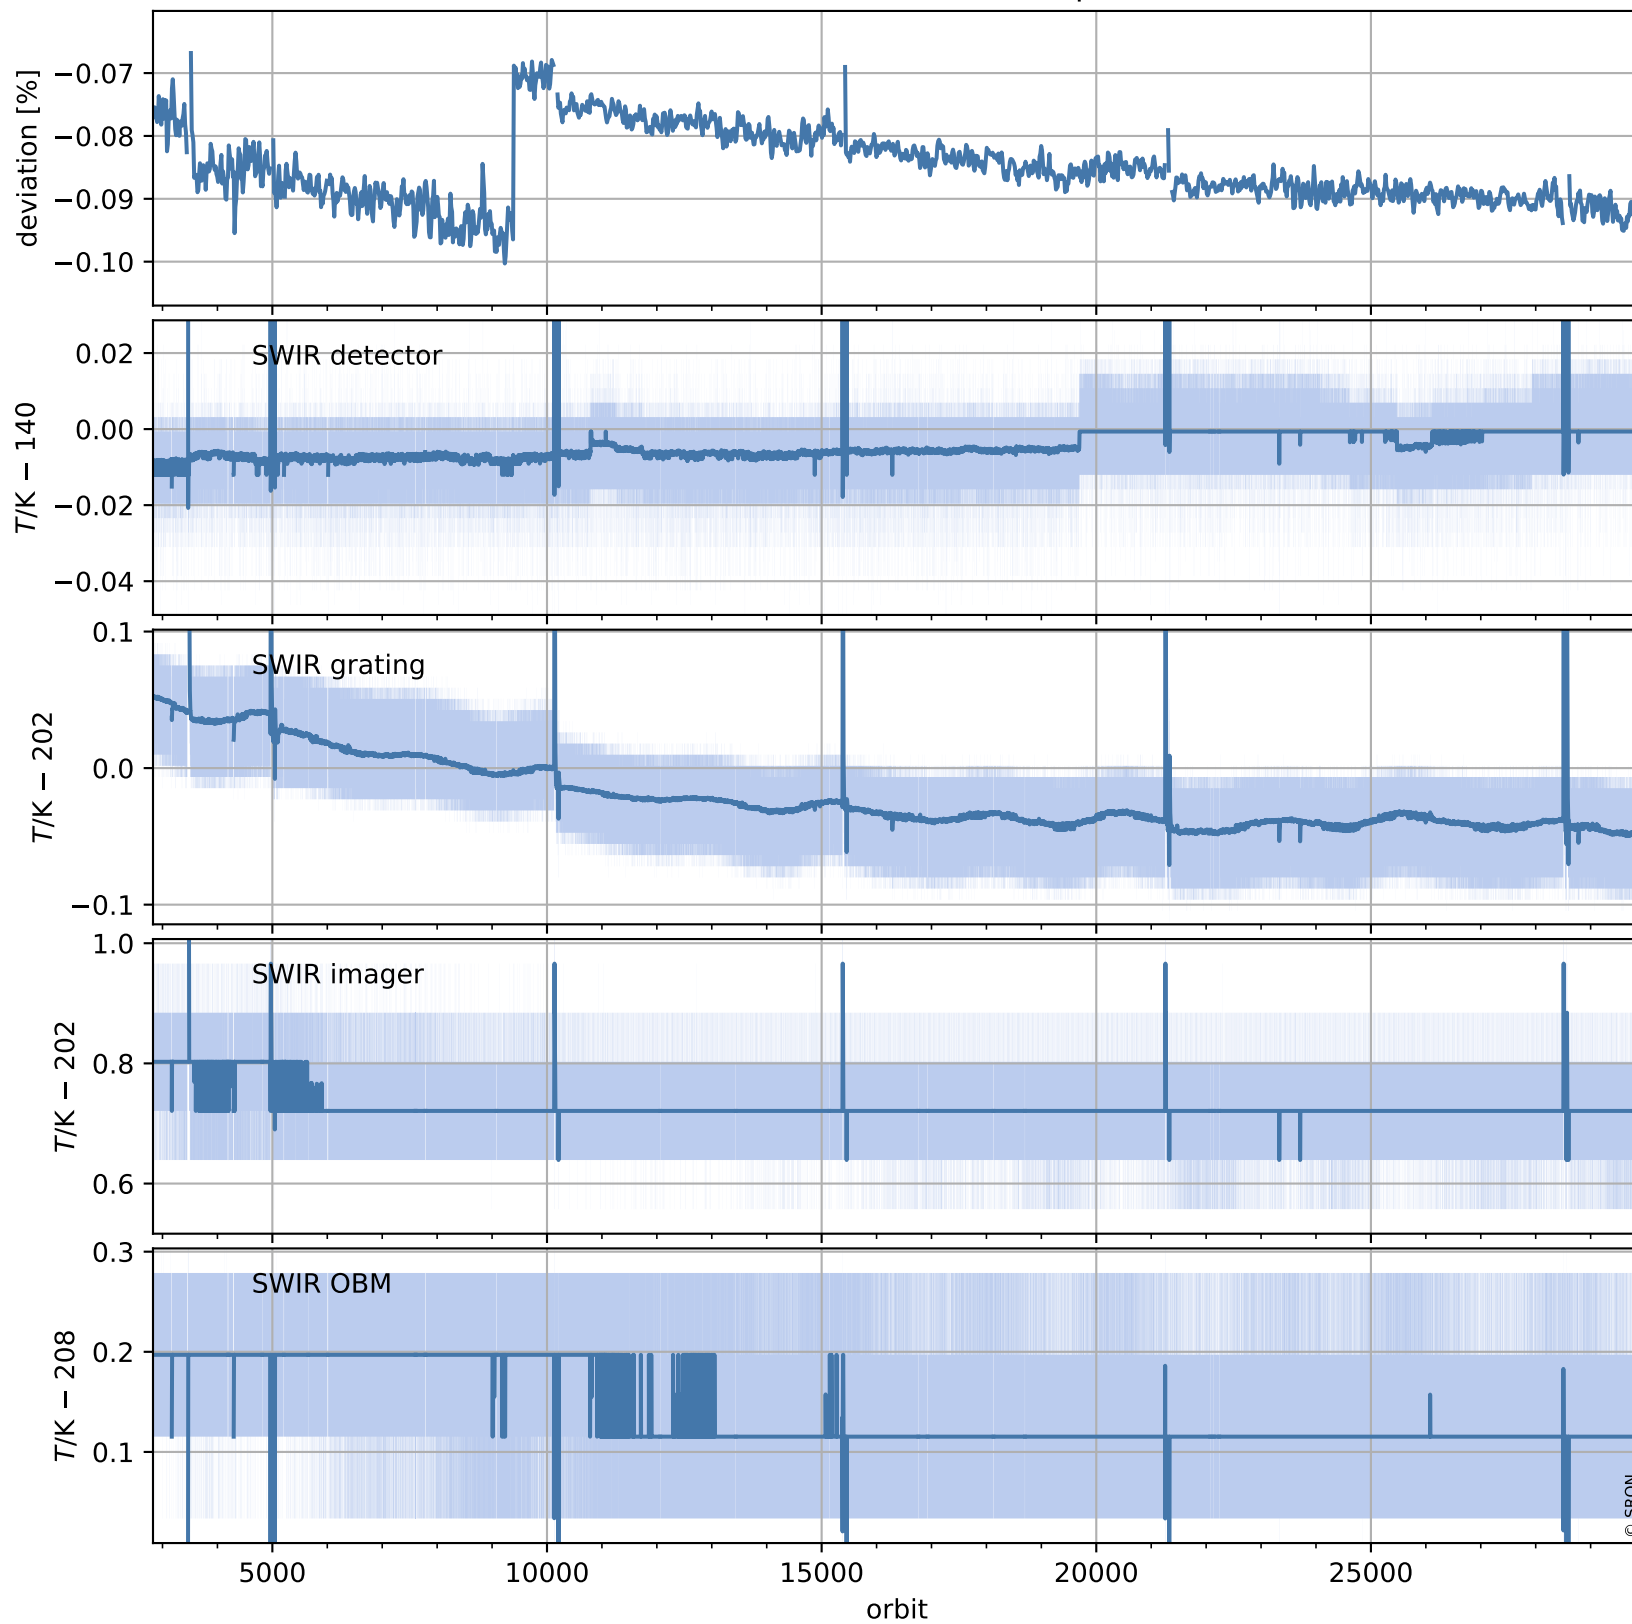 deviation [%]
−0.07
−0.08
−0.09
−0.10
SWIR detector
T/K − 140
0.02
0.00
−0.02
−0.04
SWIR grating
T/K − 202
0.1
0.0
−0.1
SWIR imager
T/K − 202
1.0
0.8
0.6
SWIR OBM
T/K − 208
0.3
0.2
0.1
5000 10000 15000 20000 25000
orbit
© SRON